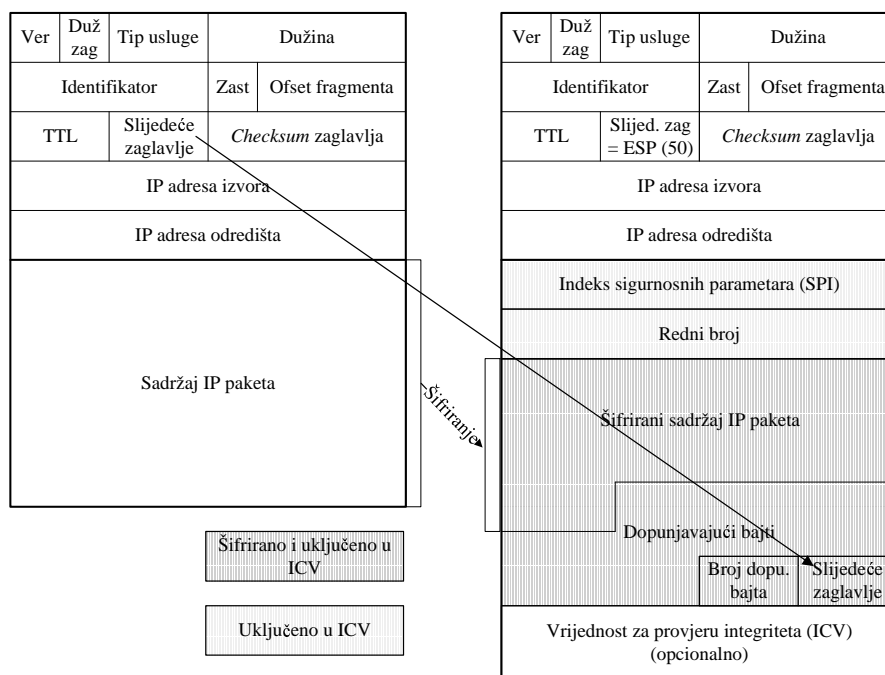 Ver
Duž
zag
Tip usluge
Dužina
Identifikator
Zast
Ofset fragmenta
TTL
Slijedeće
zaglavlje
Checksum zaglavlja
IP adresa izvora
IP adresa odredišta
Sadržaj IP paketa
Šifriranje
Šifrirano i uključeno u
ICV
Uključeno u ICV
Ver
Duž
zag
Tip usluge
Dužina
Identifikator
Zast
Ofset fragmenta
TTL
Slijed. zag
= ESP (50)
Checksum zaglavlja
IP adresa izvora
IP adresa odredišta
Indeks sigurnosnih parametara (SPI)
Redni broj
Šifrirani sadržaj IP paketa
Dopunjavajući bajti
Broj dopu.
bajta
Slijedeće
zaglavlje
Vrijednost za provjeru integriteta (ICV)
(opcionalno)